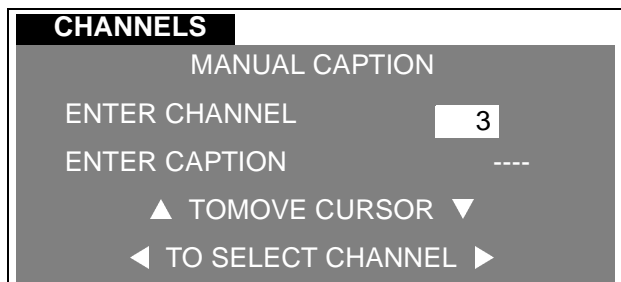 CHANNELS
MANUAL CAPTION
ENTER CHANNEL 3
ENTER CAPTION ----
▲ TOMOVE CURSOR ▼
◀ TO SELECT CHANNEL ▶